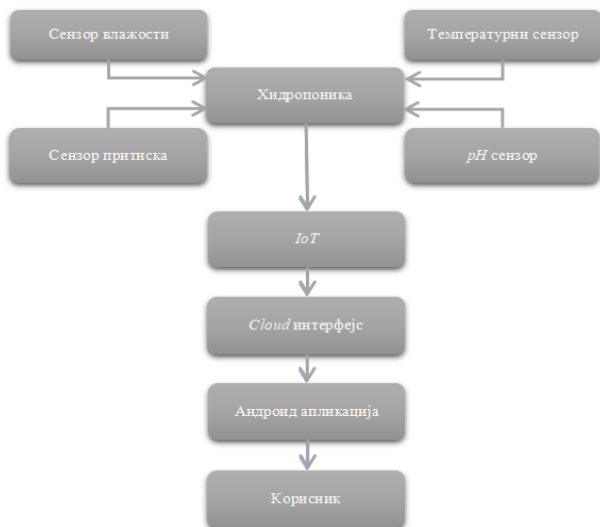 Сензор влажости
Температурни сензор
Хидропоника
Сензор притиска
pH сензор
IoT
Cloud интерфејс
Андроид апликација
Корисник